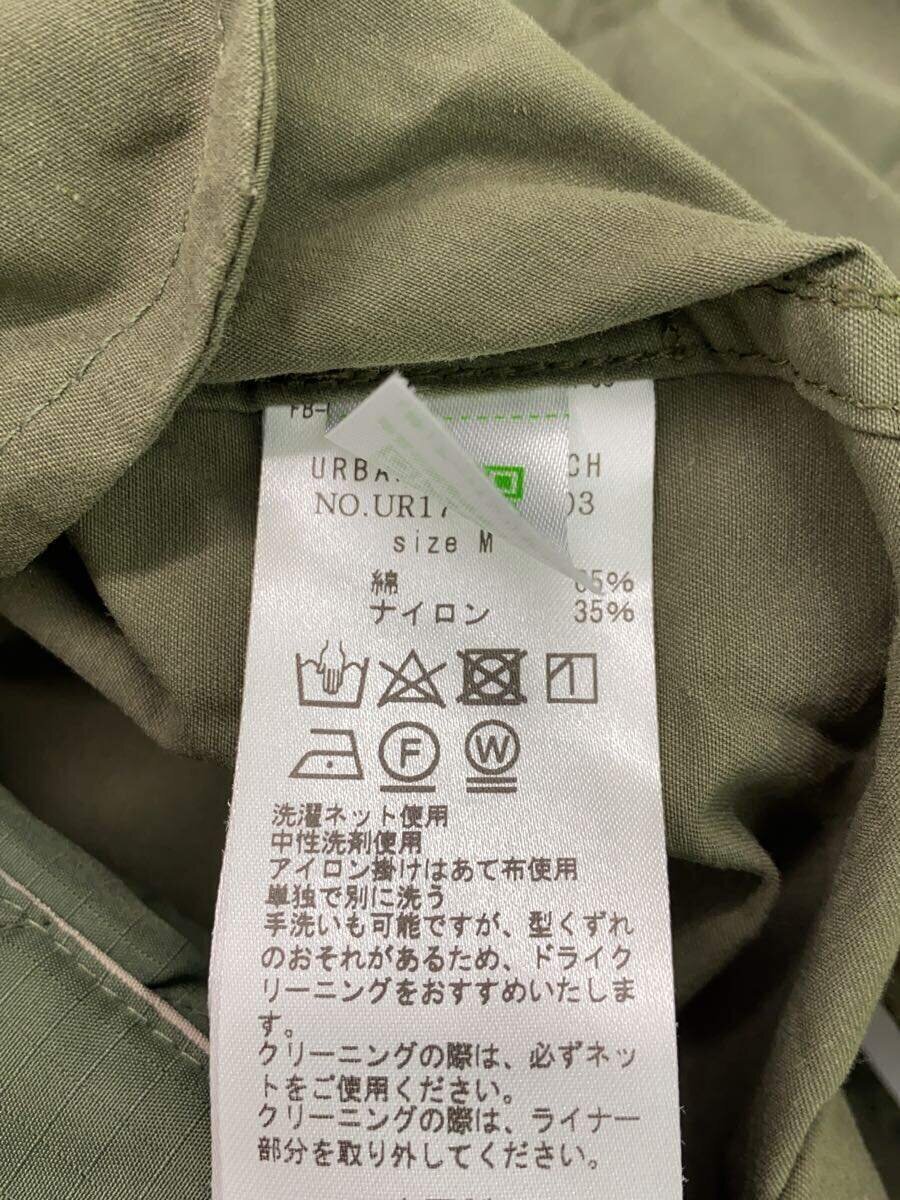 FB-
URBA CH
NO.UR17 03
size M
綿 65%
ナイロン 35%
F W
洗濯ネット使用
中性洗剤使用
アイロン掛けはあて布使用
単独で別に洗う
手洗いも可能ですが、型くずれ
のおそれがあるため、ドライク
リーニングをおすすめいたしま
す。
クリーニングの際は、必ずネッ
トをご使用ください。
クリーニングの際は、ライナー
部分を取り外してください。